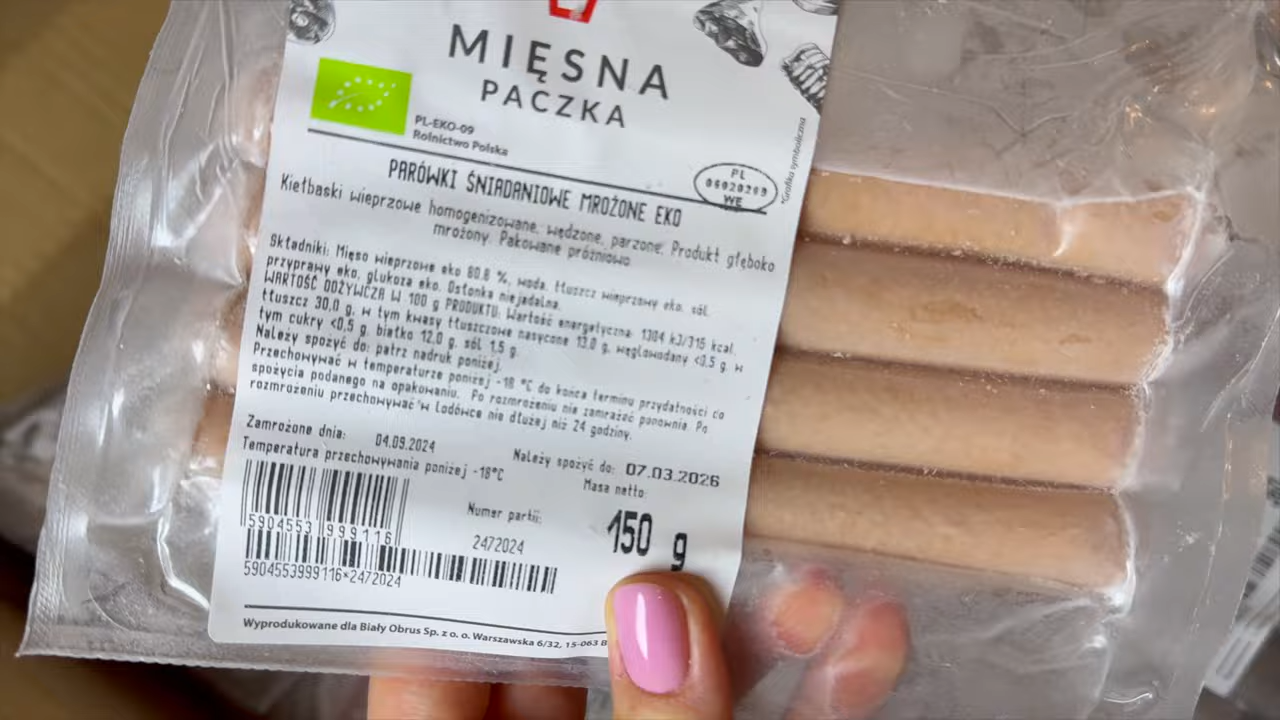 MIĘSNA
PACZKA
PL-EKO-09
Rolnictwo Polska
*Grafika symboliczna
PL
06020209
WE
PARÓWKI ŚNIADANIOWE MROŻONE EKO
Kiełbaski wieprzowe homogenizowane, wędzone, parzone. Produkt głęboko
mrożony. Pakowane próżniowo
Składniki: Mięso wieprzowe eko 80.8 %, woda, tłuszcz wieprzowy eko, sól,
przyprawy eko, glukoza eko. Osłonka niejadalna.
WARTOŚĆ ODŻYWCZA W 100 g PRODUKTU: Wartość energetyczna: 1304 kJ/315 kcal,
tłuszcz 30,0 g, w tym kwasy tłuszczowe nasycone 13,0 g, węglowodany <0,5 g, w
tym cukry <0,5 g, białko 12,0 g, sól 1,5 g.
Należy spożyć do: patrz nadruk poniżej.
Przechowywać w temperaturze poniżej -18 °C do końca terminu przydatności do
spożycia podanego na opakowaniu. Po rozmrożeniu nie zamrażać ponownie. Po
rozmrożeniu przechowywać w lodówce nie dłużej niż 24 godziny.
Zamrożone dnia: 04.09.2024
Należy spożyć do: 07.03.2026
Temperatura przechowywania poniżej -18°C
Masa netto:
150 g
Numer partii:
2472024
5904553 999116
5904553999116*2472024
Wyprodukowane dla Biały Obrus Sp. z o. o. Warszawska 6/32, 15-063 B